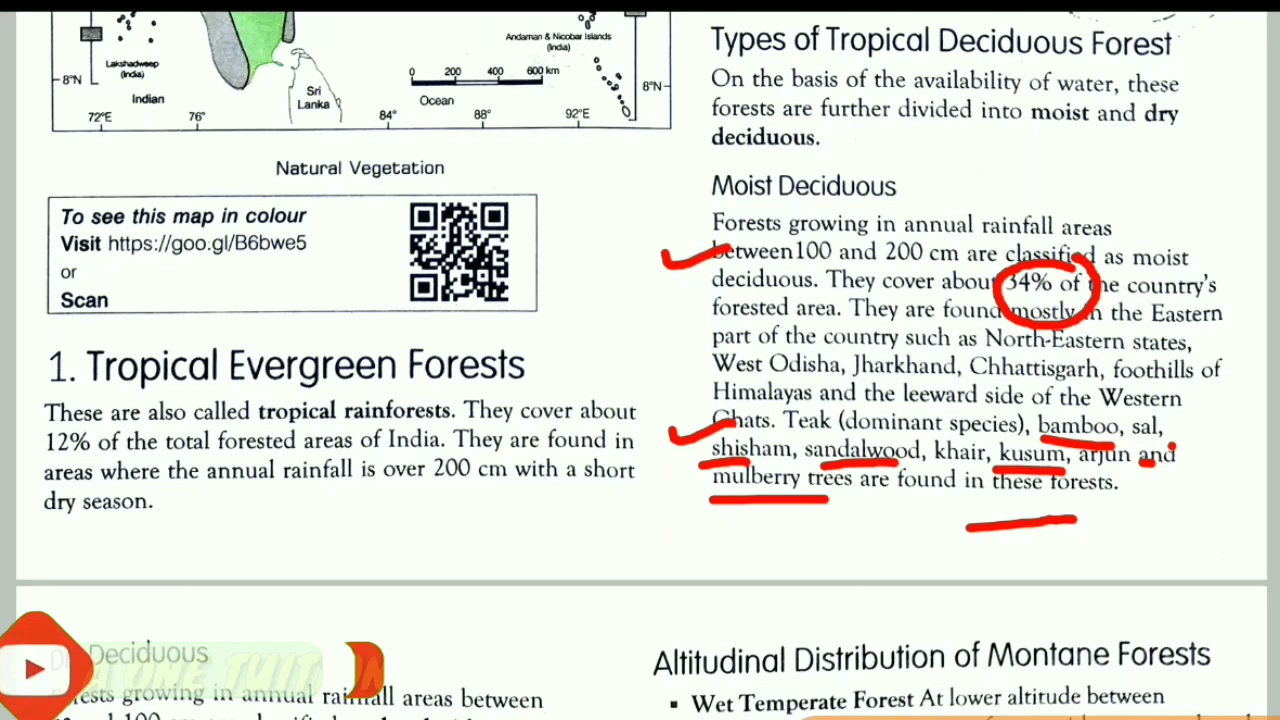 Lakshadweep
(India)
Andaman & Nicobar Islands
(India)
8°N
8°N
0 200 400 600 km
Indian
Sri
Lanka
Ocean
72°E 76° 84° 88° 92°E
Natural Vegetation
To see this map in colour
Visit https://goo.gl/B6bwe5
or
Scan
1. Tropical Evergreen Forests
These are also called tropical rainforests. They cover about
12% of the total forested areas of India. They are found in
areas where the annual rainfall is over 200 cm with a short
dry season.
Types of Tropical Deciduous Forest
On the basis of the availability of water, these
forests are further divided into moist and dry
deciduous.
Moist Deciduous
Forests growing in annual rainfall areas
between100 and 200 cm are classified as moist
deciduous. They cover about 34% of the country's
forested area. They are found mostly in the Eastern
part of the country such as North-Eastern states,
West Odisha, Jharkhand, Chhattisgarh, foothills of
Himalayas and the leeward side of the Western
Ghats. Teak (dominant species), bamboo, sal,
shisham, sandalwood, khair, kusum, arjun and
mulberry trees are found in these forests.
Deciduous
growing in annual rainfall areas between
100 cm
Altitudinal Distribution of Montane Forests
▪ Wet Temperate Forest At lower altitude between